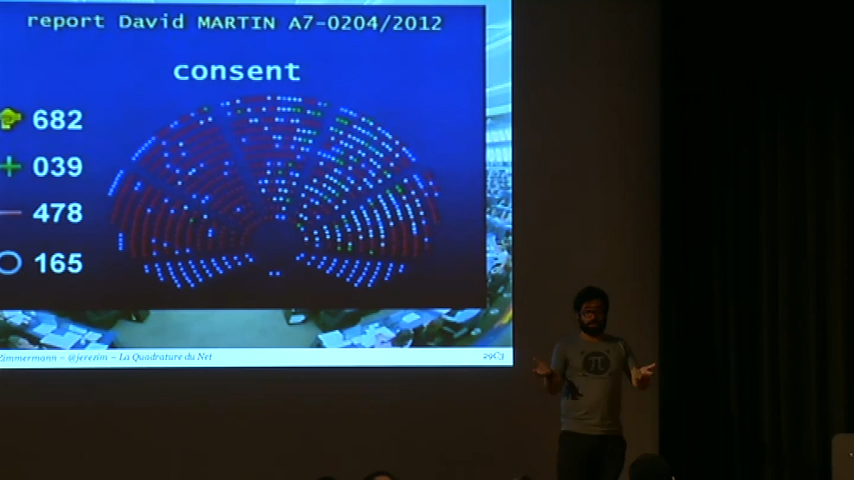 report David MARTIN A7-0204/2012
consent
682
+ 039
- 478
165
Zimmermann – @jerezim – La Quadrature du Net
29C3
π